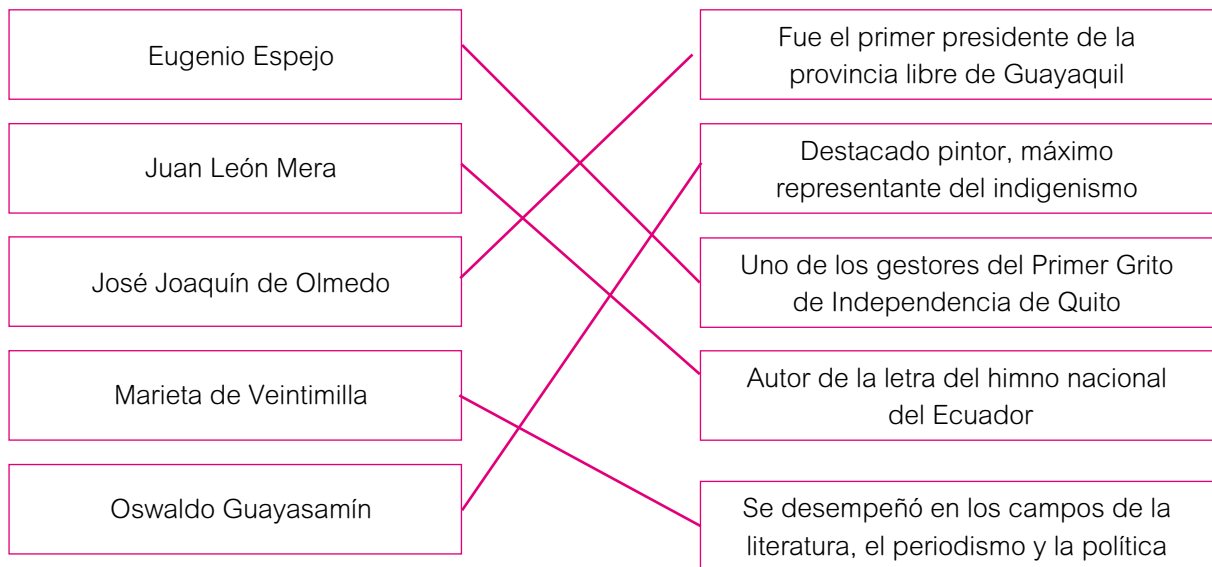 Eugenio Espejo
Juan León Mera
José Joaquín de Olmedo
Marieta de Veintimilla
Oswaldo Guayasamín
Fue el primer presidente de la
provincia libre de Guayaquil
Destacado pintor, máximo
representante del indigenismo
Uno de los gestores del Primer Grito
de Independencia de Quito
Autor de la letra del himno nacional
del Ecuador
Se desempeñó en los campos de la
literatura, el periodismo y la política